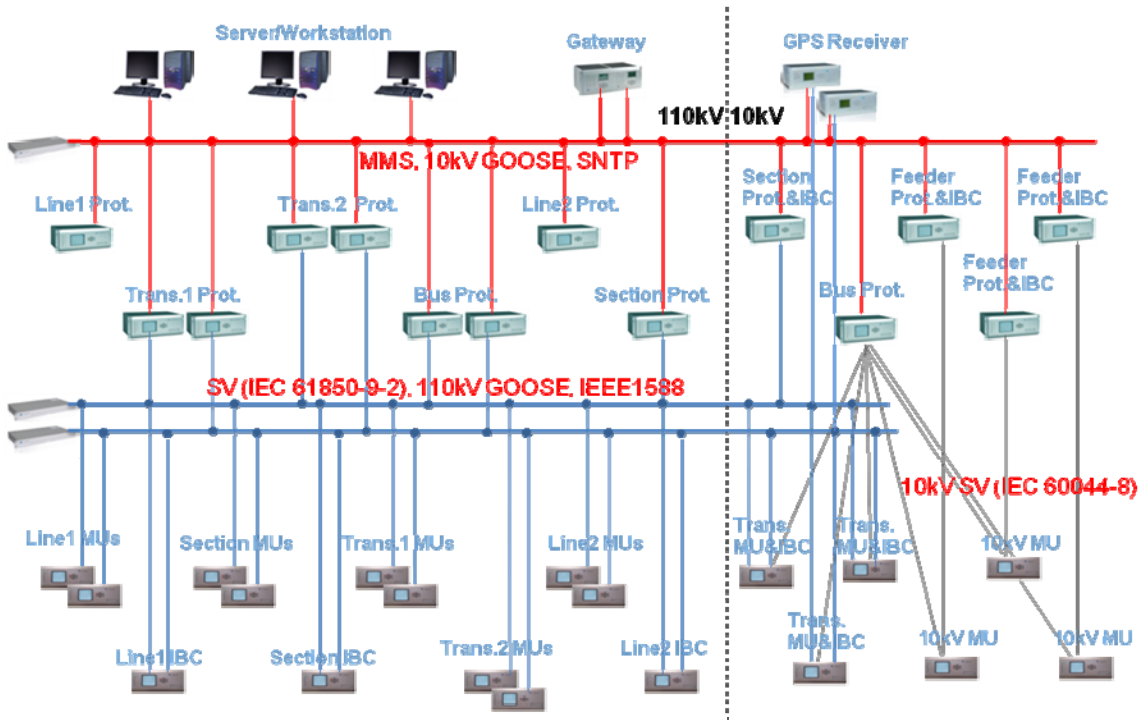 Server/Workstation
Gateway
GPS Receiver
110kV
10kV
MMS, 10kV GOOSE, SNTP
Line1 Prot.
Trans.2 Prot.
Line2 Prot.
Section
Prot.&IBC
Feeder
Prot.&IBC
Feeder
Prot.&IBC
Trans.1 Prot.
Bus Prot.
Section Prot.
Bus Prot.
Feeder
Prot.&IBC
SV (IEC 61850-9-2), 110kV GOOSE, IEEE1588
10kV SV (IEC 60044-8)
Line1 MUs
Section MUs
Trans.1 MUs
Line2 MUs
Trans.
MU&IBC
Trans.
MU&IBC
10kV MU
Line1 IBC
Section IBC
Trans.2 MUs
Line2 IBC
Trans.
MU&IBC
10kV MU
10kV MU